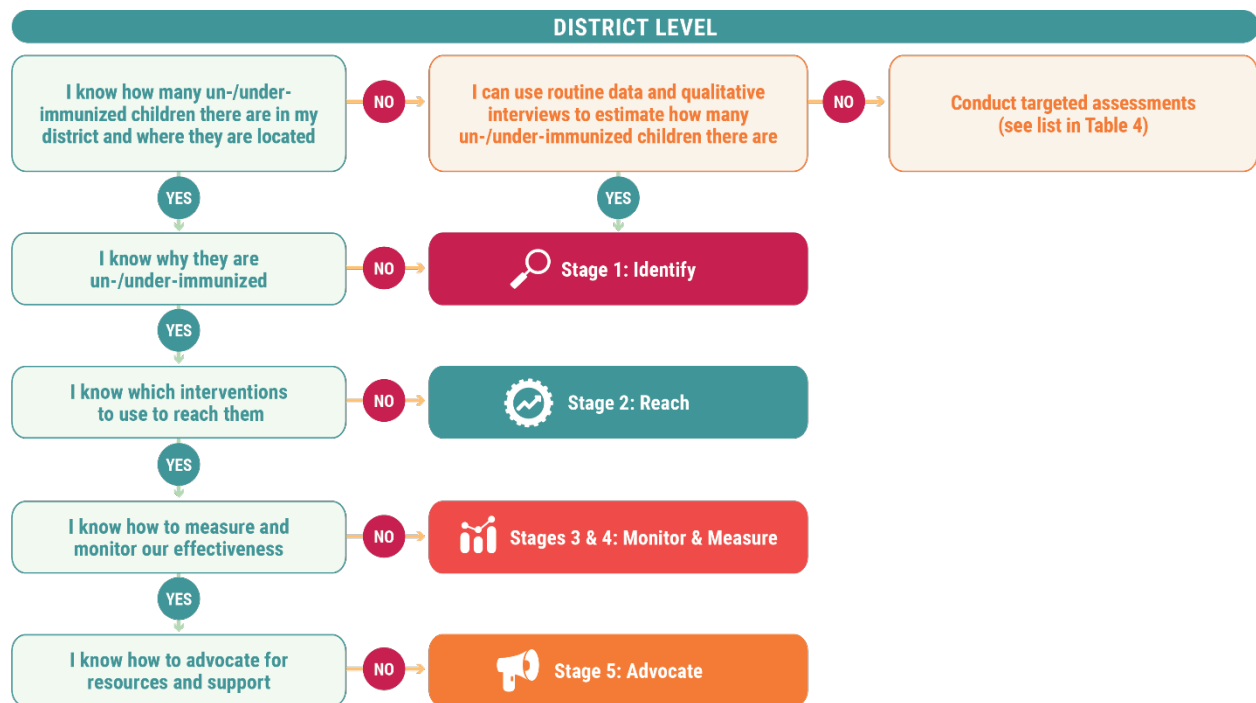 DISTRICT LEVEL
I know how many un-/under-
immunized children there are in my
district and where they are located
NO
I can use routine data and qualitative
interviews to estimate how many
un-/under-immunized children there are
NO
Conduct targeted assessments
(see list in Table 4)
YES
YES
I know why they are
un-/under-immunized
NO
Stage 1: Identify
YES
I know which interventions
to use to reach them
NO
Stage 2: Reach
YES
I know how to measure and
monitor our effectiveness
NO
Stages 3 & 4: Monitor & Measure
YES
I know how to advocate for
resources and support
NO
Stage 5: Advocate